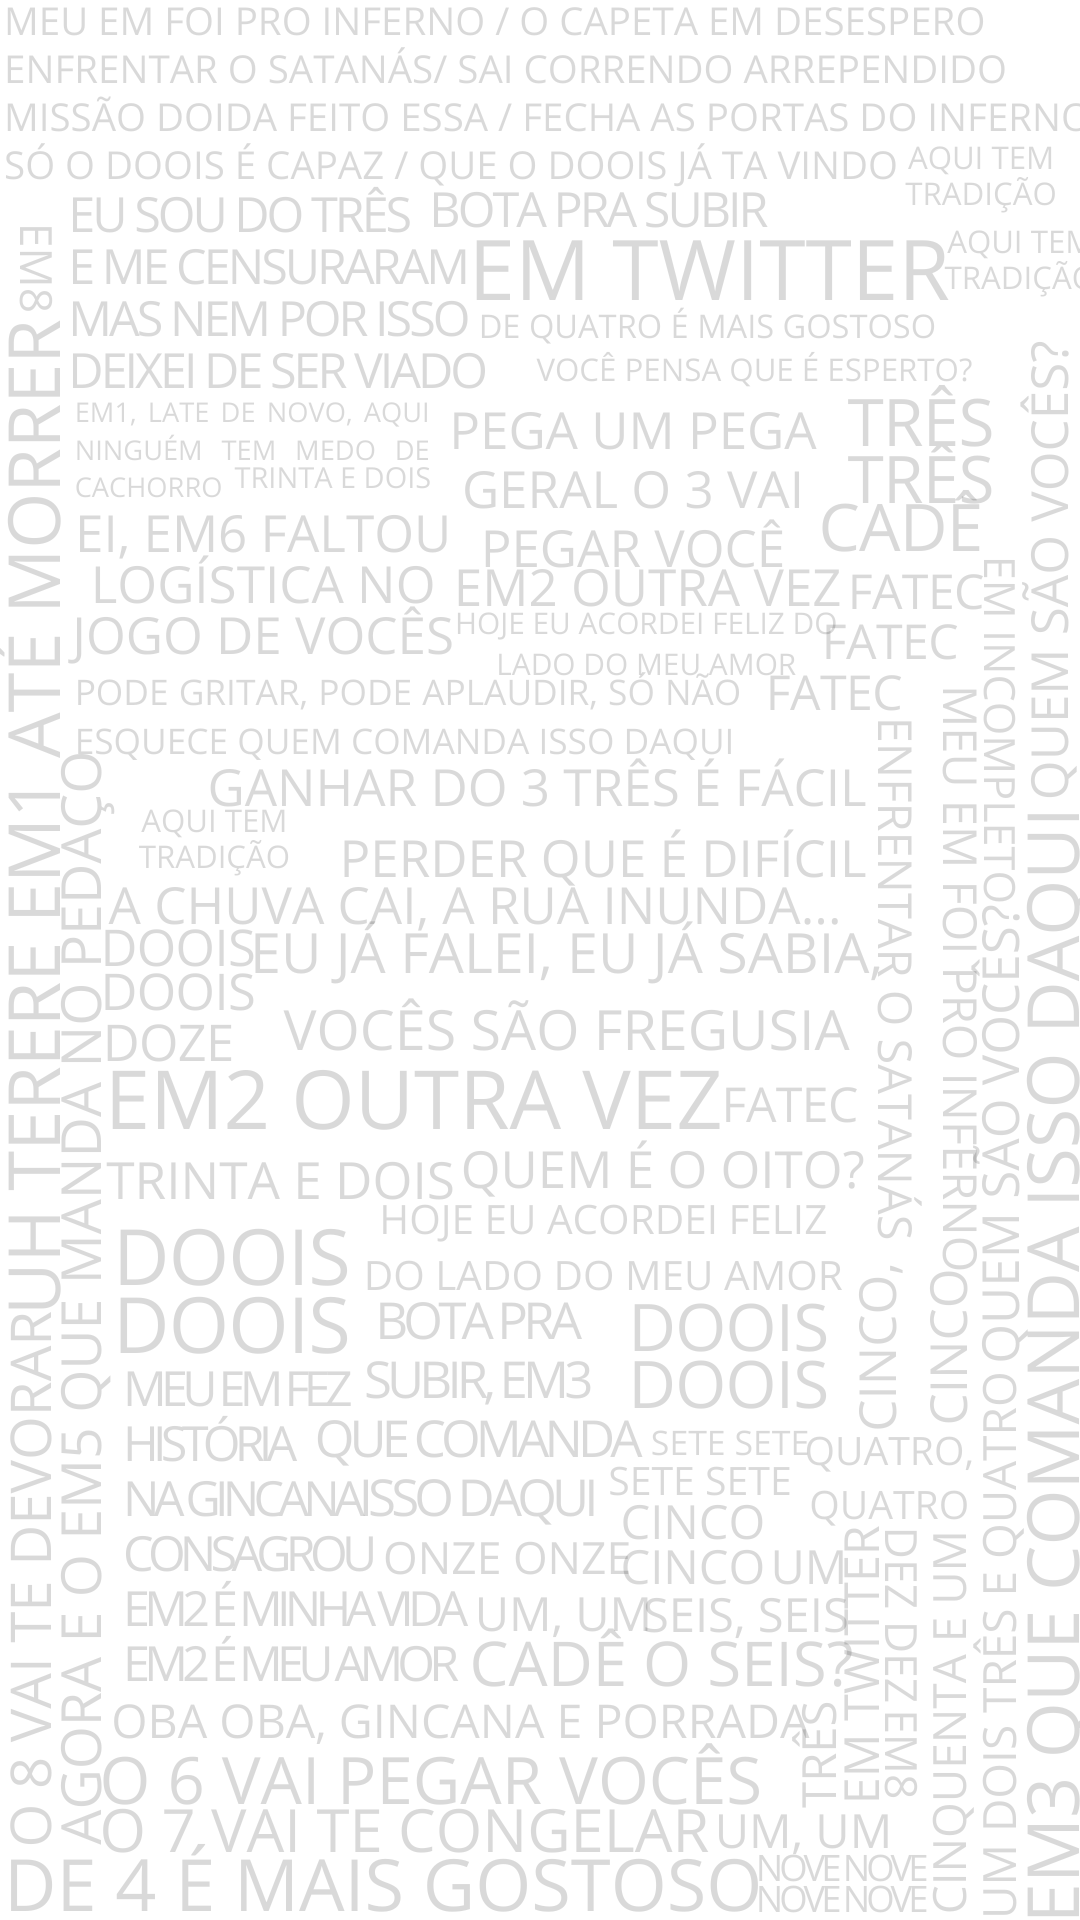 MEU EM FOI PRO INFERNO / O CAPETA EM DESESPERO
ENFRENTAR O SATANÁS/ SAI CORRENDO ARREPENDIDO
MISSÃO DOIDA FEITO ESSA / FECHA AS PORTAS DO INFERNO
SÓ O DOOIS É CAPAZ / QUE O DOOIS JÁ TA VINDO
AQUI TEM
TRADIÇÃO
EU SOU DO TRÊS
E ME CENSURARAM
MAS NEM POR ISSO
DEIXEI DE SER VIADO
BOTA PRA SUBIR
EM TWITTER
AQUI TEM
TRADIÇÃO
DE QUATRO É MAIS GOSTOSO
VOCÊ PENSA QUE É ESPERTO?
EM8
UH TERERE EM1 ATÉ MORRER
EM1, LATE DE NOVO, AQUI
NINGUÉM TEM MEDO DE
CACHORRO
TRINTA E DOIS
PEGA UM PEGA
GERAL O 3 VAI
PEGAR VOCÊ
TRÊS
TRÊS
CADÊ
EI, EM6 FALTOU
LOGÍSTICA NO
JOGO DE VOCÊS
EM2 OUTRA VEZ
FATEC
FATEC
FATEC
HOJE EU ACORDEI FELIZ DO
LADO DO MEU AMOR
PODE GRITAR, PODE APLAUDIR, SÓ NÃO
ESQUECE QUEM COMANDA ISSO DAQUI
GANHAR DO 3 TRÊS É FÁCIL
PERDER QUE É DIFÍCIL
AQUI TEM
TRADIÇÃO
A CHUVA CAI, A RUA INUNDA...
DOOIS
DOOIS
DOZE
EU JÁ FALEI, EU JÁ SABIA,
VOCÊS SÃO FREGUSIA
EM2 OUTRA VEZ
FATEC
TRINTA E DOIS
QUEM É O OITO?
HOJE EU ACORDEI FELIZ
DO LADO DO MEU AMOR
DOOIS
DOOIS
BOTA PRA
SUBIR, EM3
QUE COMANDA
ISSO DAQUI
DOOIS
DOOIS
MEU EM FEZ
HISTÓRIA
NA GINCANA
CONSAGROU
EM2 É MINHA VIDA
EM2 É MEU AMOR
SETE SETE
SETE SETE
QUATRO,
QUATRO
CINCO
CINCO
ONZE ONZE
UM
UM, UM
SEIS, SEIS
CADÊ O SEIS?
OBA OBA, GINCANA E PORRADA
O 6 VAI PEGAR VOCÊS
O 7 VAI TE CONGELAR
UM, UM
DE 4 É MAIS GOSTOSO
NOVE NOVE
NOVE NOVE
O 8 VAI TE DEVORAR
AGORA E O EM5 QUE MANDA NO PEDAÇO
ENFRENTAR O SATANÁS
MEU EM FOI PRO INFERNO
EM INCOMPLETO?
CINCO,
CINCO
TRÊS
EM TWITTER
DEZ DEZ EM8
CINQUENTA E UM
UM DOIS TRÊS E QUATRO QUEM SÃO VOCÊS?
QUEM SÃO VOCÊS?
EM3 QUE COMANDA ISSO DAQUI